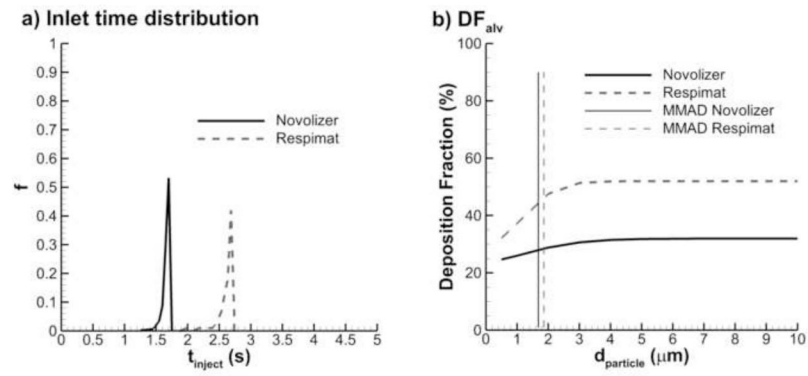 a) Inlet time distribution
1
0.9
0.8
0.7
0.6
0.5
0.4
0.3
0.2
0.1
0
f
Novolizer
Respimat
0 0.5 1 1.5 2 2.5 3 3.5 4 4.5 5
t_inject (s)
b) DF_alv
100
80
60
40
20
0
Deposition Fraction (%)
Novolizer
Respimat
MMAD Novolizer
MMAD Respimat
0 1 2 3 4 5 6 7 8 9 10
d_particle (μm)